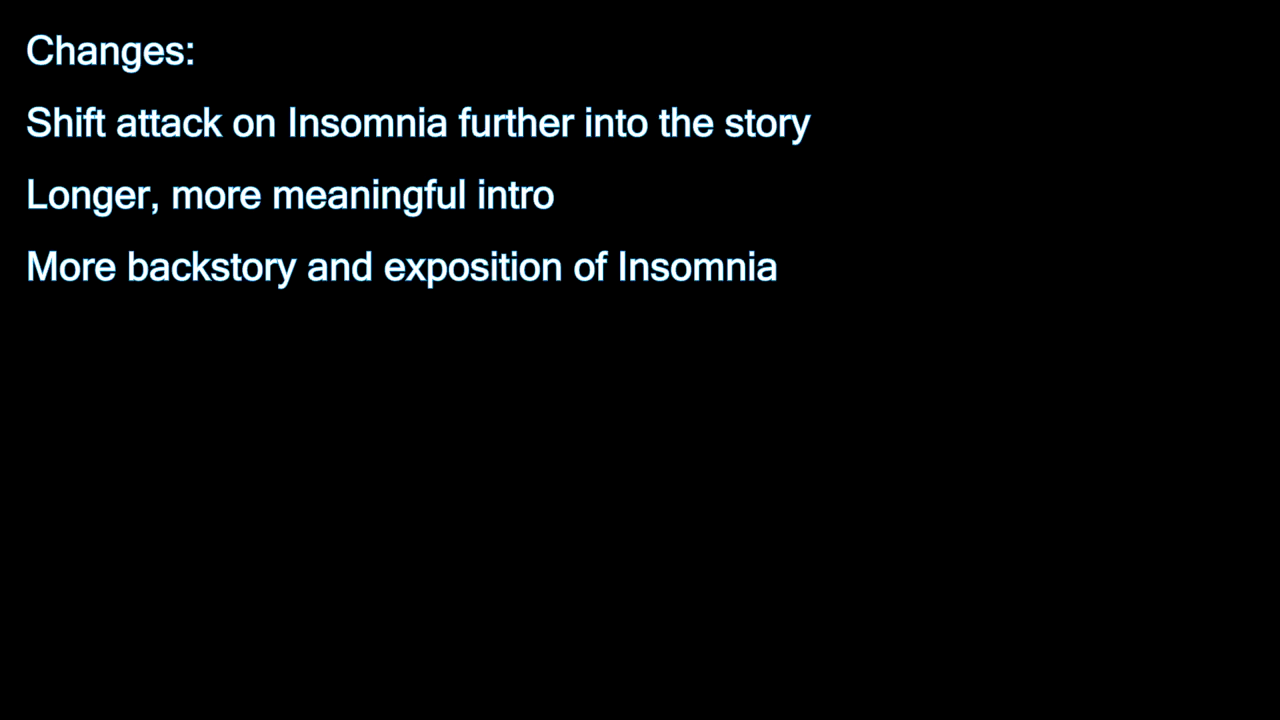 Changes:
Shift attack on Insomnia further into the story
Longer, more meaningful intro
More backstory and exposition of Insomnia